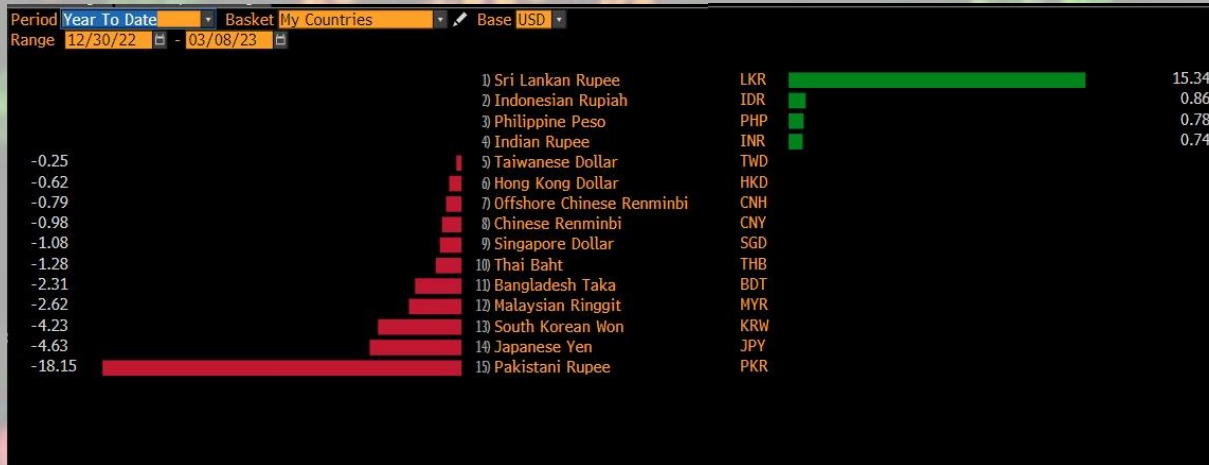 Period Year To Date Basket My Countries Base USD
Range 12/30/22 - 03/08/23
1) Sri Lankan Rupee LKR 15.34
2) Indonesian Rupiah IDR 0.86
3) Philippine Peso PHP 0.78
4) Indian Rupee INR 0.74
-0.25 5) Taiwanese Dollar TWD
-0.62 6) Hong Kong Dollar HKD
-0.79 7) Offshore Chinese Renminbi CNH
-0.98 8) Chinese Renminbi CNY
-1.08 9) Singapore Dollar SGD
-1.28 10) Thai Baht THB
-2.31 11) Bangladesh Taka BDT
-2.62 12) Malaysian Ringgit MYR
-4.23 13) South Korean Won KRW
-4.63 14) Japanese Yen JPY
-18.15 15) Pakistani Rupee PKR